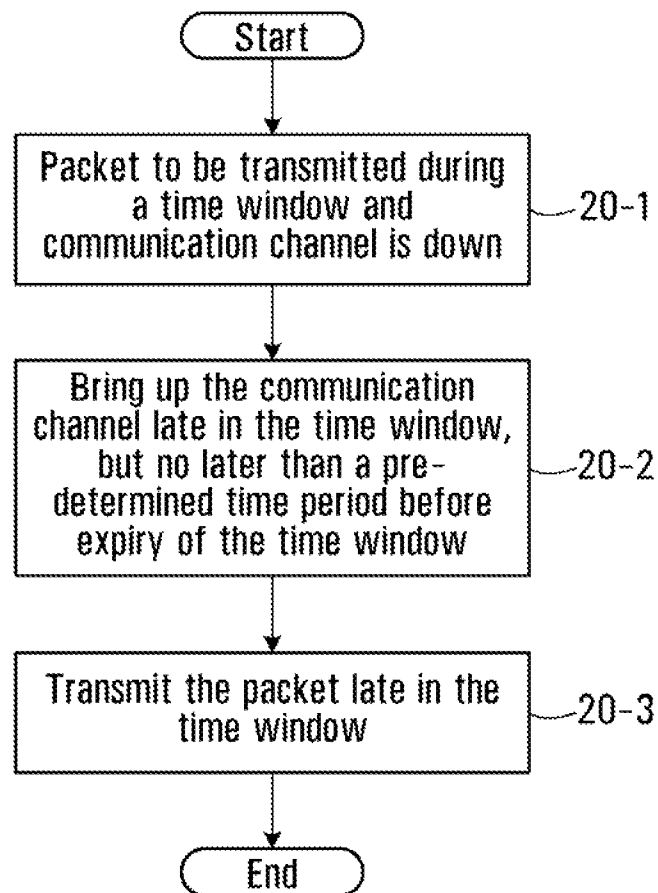 Start
Packet to be transmitted during
a time window and
communication channel is down
20-1
Bring up the communication
channel late in the time window,
but no later than a pre-
determined time period before
expiry of the time window
20-2
Transmit the packet late in the
time window
20-3
End